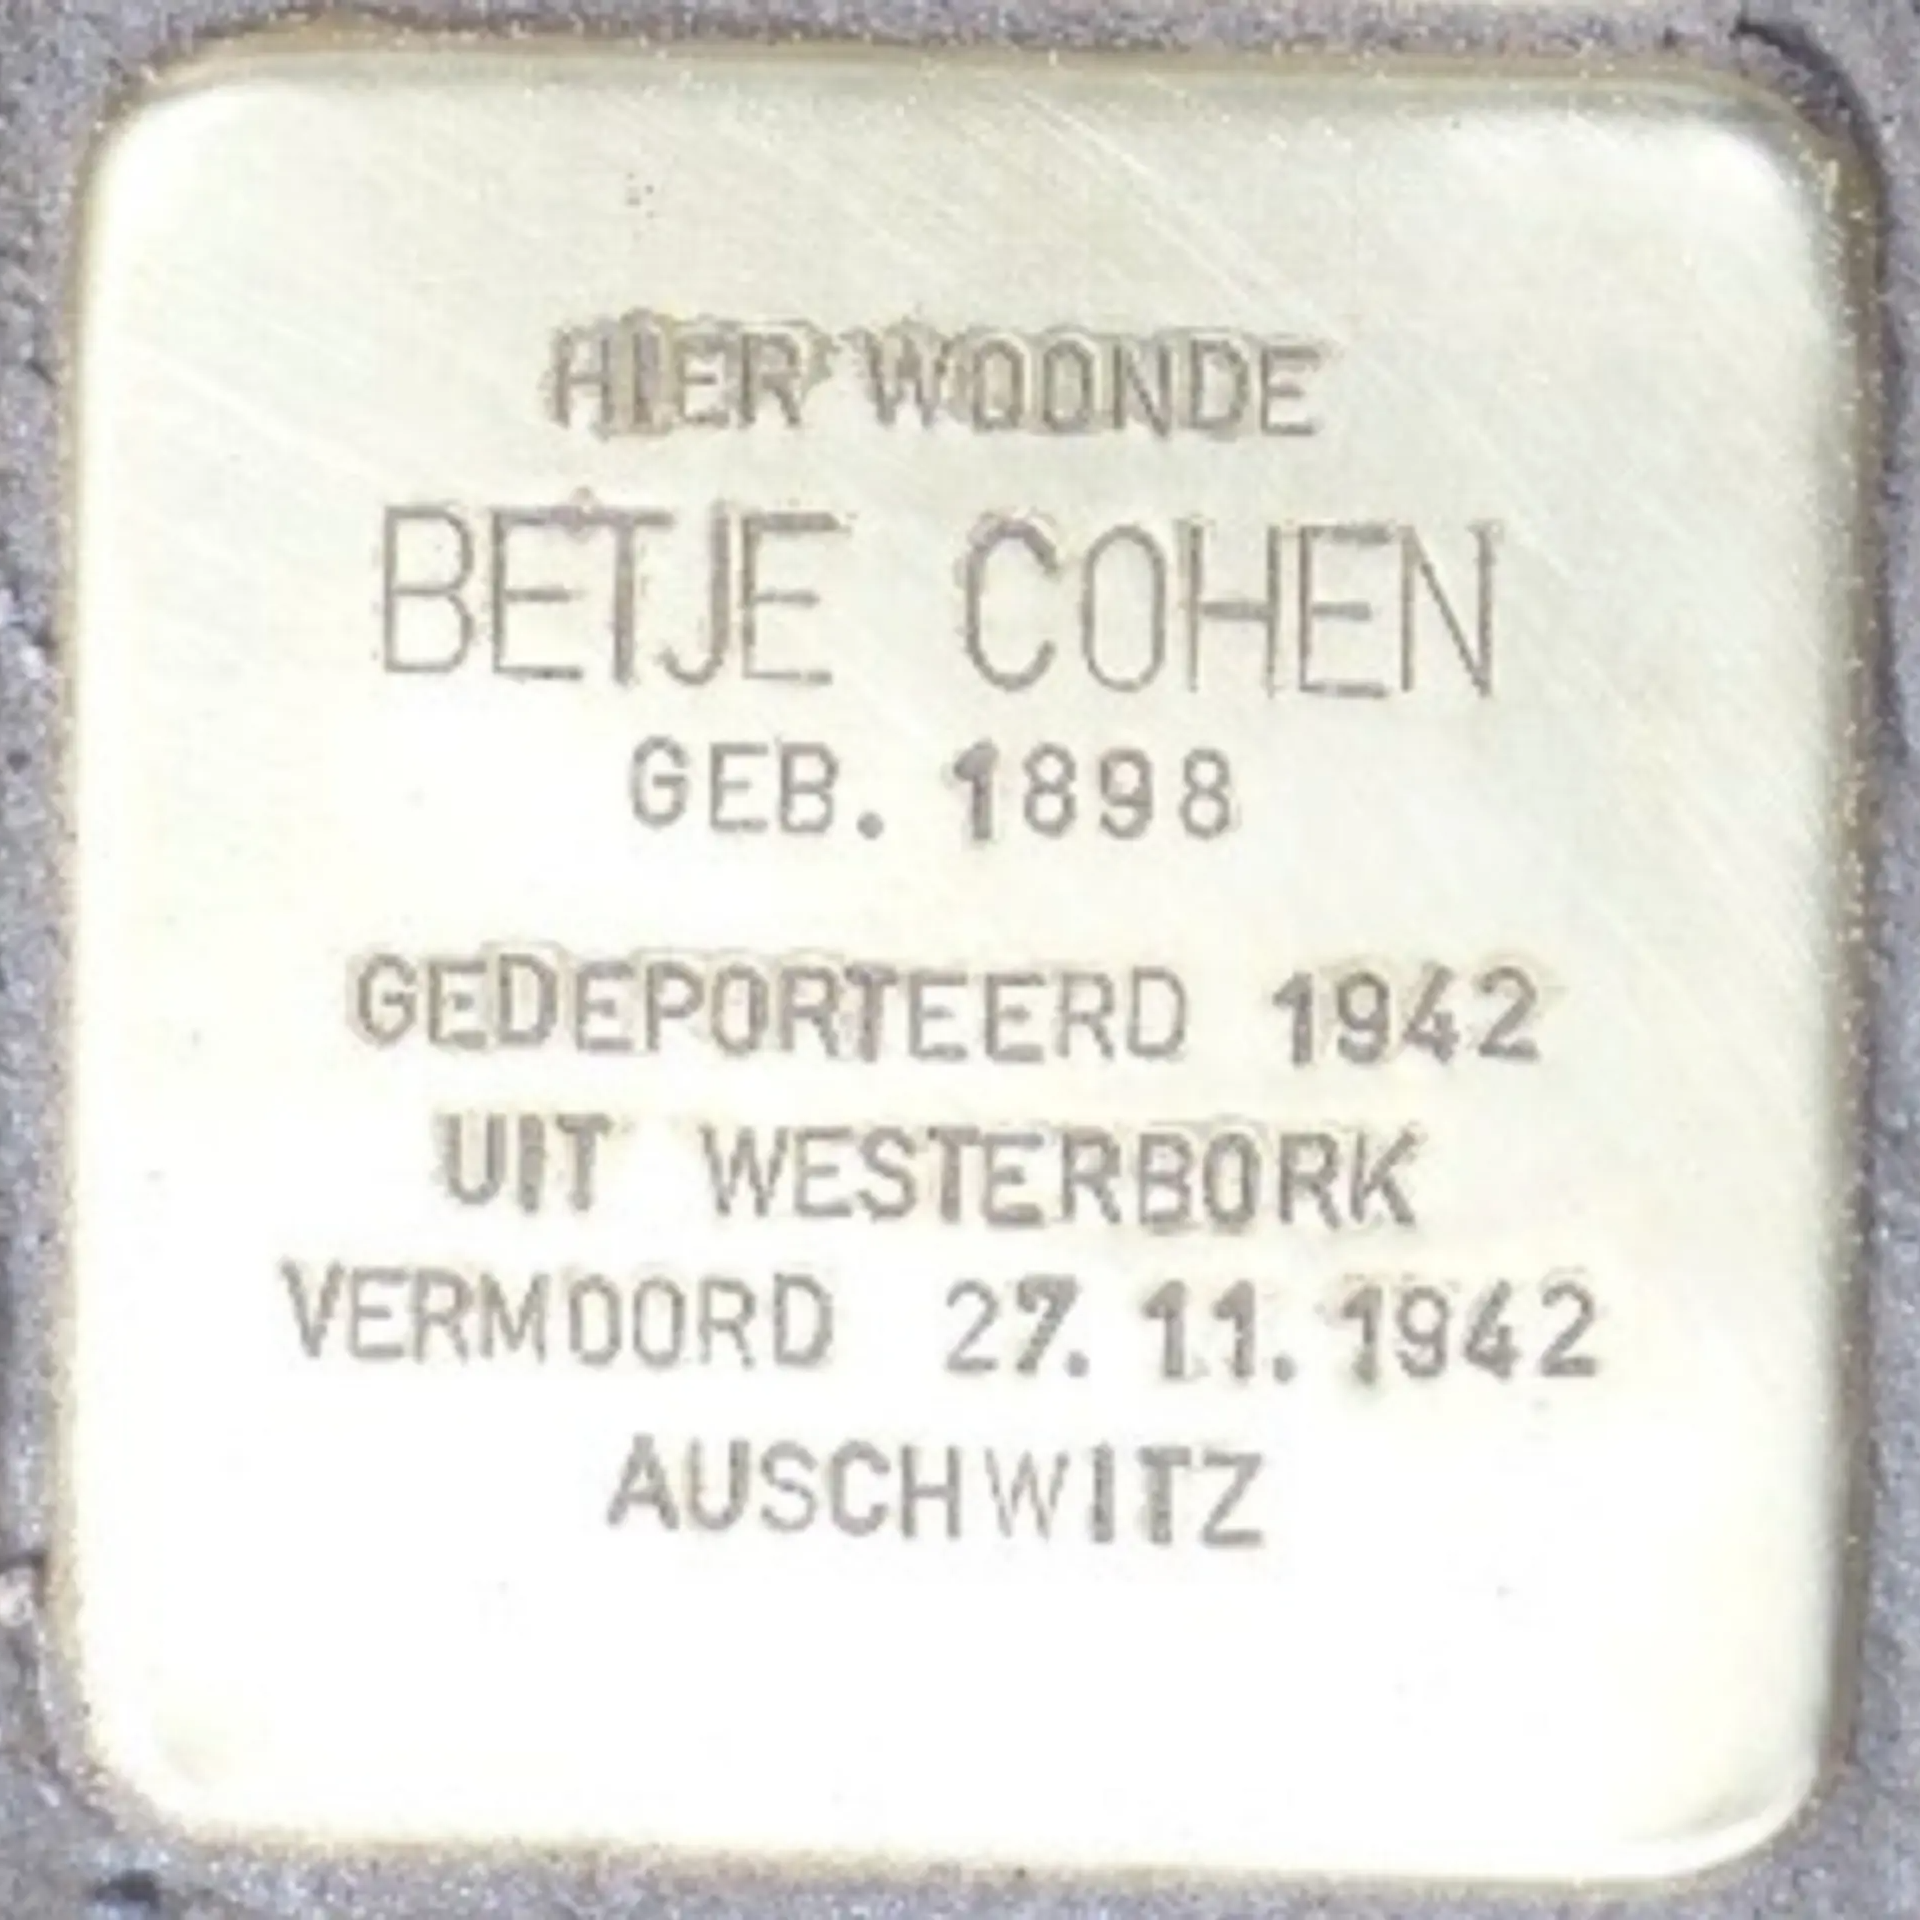 HIER WOONDE
BETJE COHEN
GEB. 1898
GEDEPORTEERD 1942
UIT WESTERBORK
VERMOORD 27.11.1942
AUSCHWITZ